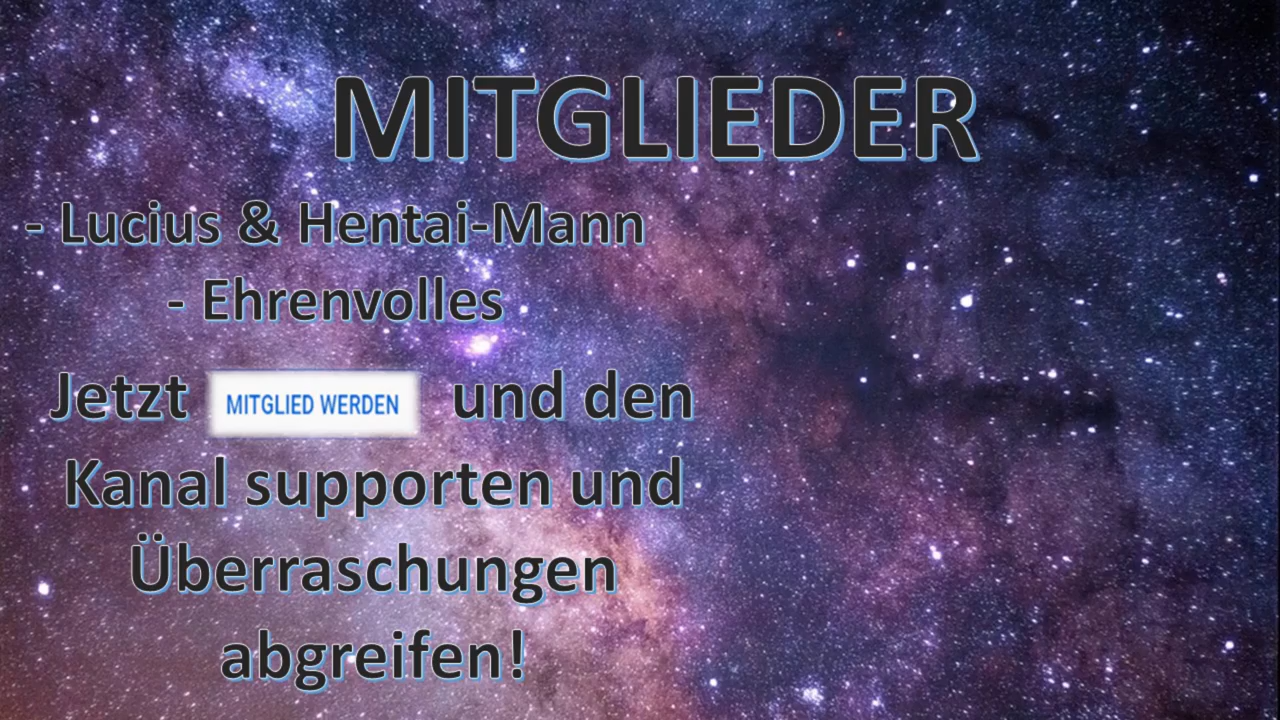 MITGLIEDER
- Lucius & Hentai-Mann
- Ehrenvolles
Jetzt MITGLIED WERDEN und den
Kanal supporten und
Überraschungen
abgreifen!